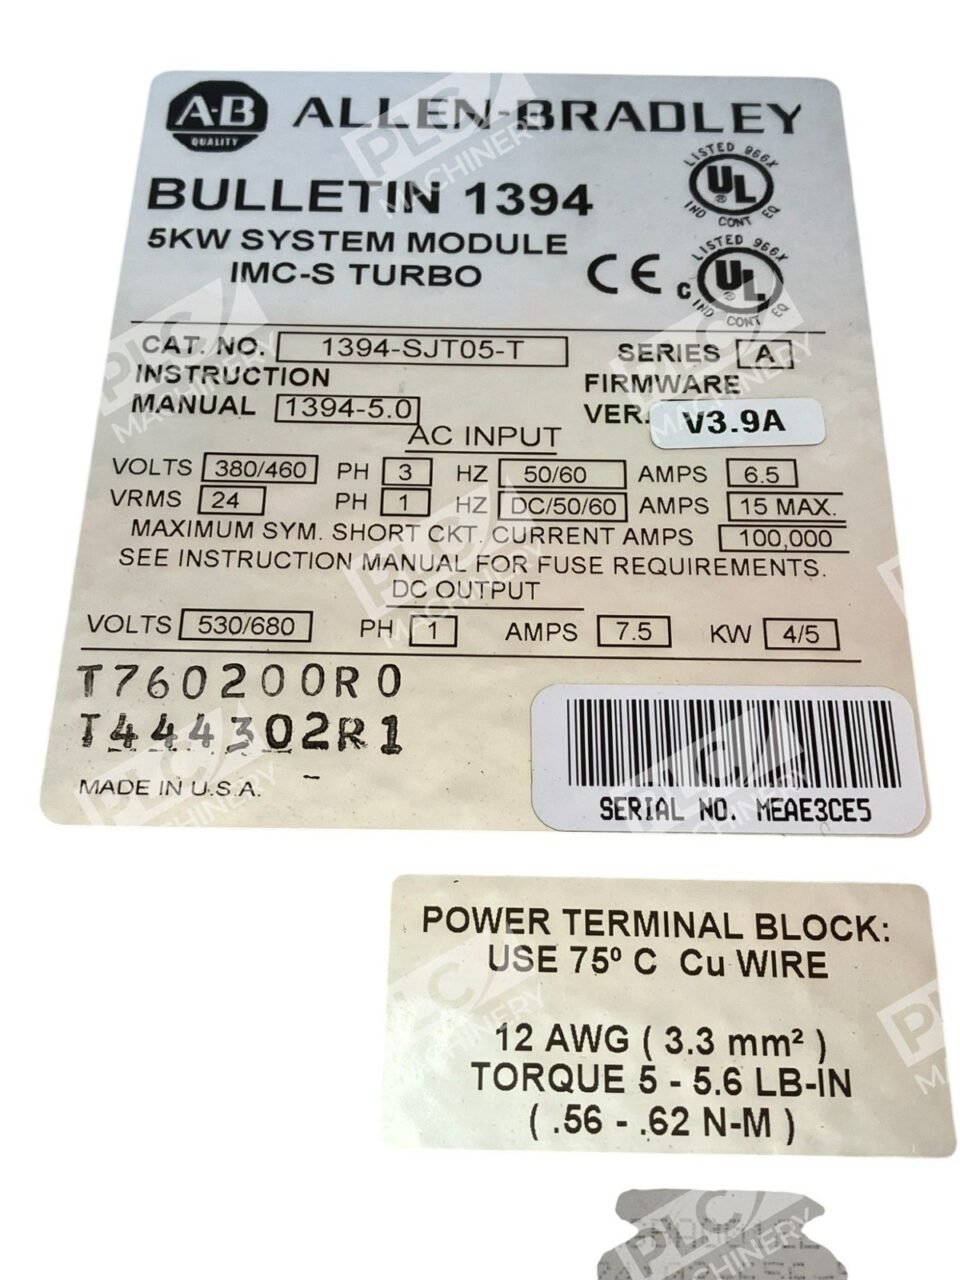 A-B
QUALITY
ALLEN-BRADLEY
BULLETIN 1394
5KW SYSTEM MODULE
IMC-S TURBO
LISTED 966X
UL
®
IND CONT EQ
CE
LISTED 966X
c UL
®
IND CONT EQ
CAT. NO. 1394-SJT05-T SERIES A
INSTRUCTION
MANUAL 1394-5.0
FIRMWARE
VER. V3.9A
AC INPUT
VOLTS 380/460 PH 3 HZ 50/60 AMPS 6.5
VRMS 24 PH 1 HZ DC/50/60 AMPS 15 MAX.
MAXIMUM SYM. SHORT CKT. CURRENT AMPS 100,000
SEE INSTRUCTION MANUAL FOR FUSE REQUIREMENTS.
DC OUTPUT
VOLTS 530/680 PH 1 AMPS 7.5 KW 4/5
T760200R0
T444302R1
MADE IN U.S.A.
SERIAL NO. MEAE3CE5
POWER TERMINAL BLOCK:
USE 75º C Cu WIRE
12 AWG ( 3.3 mm² )
TORQUE 5 - 5.6 LB-IN
( .56 - .62 N-M )
PLC
MACHINERY